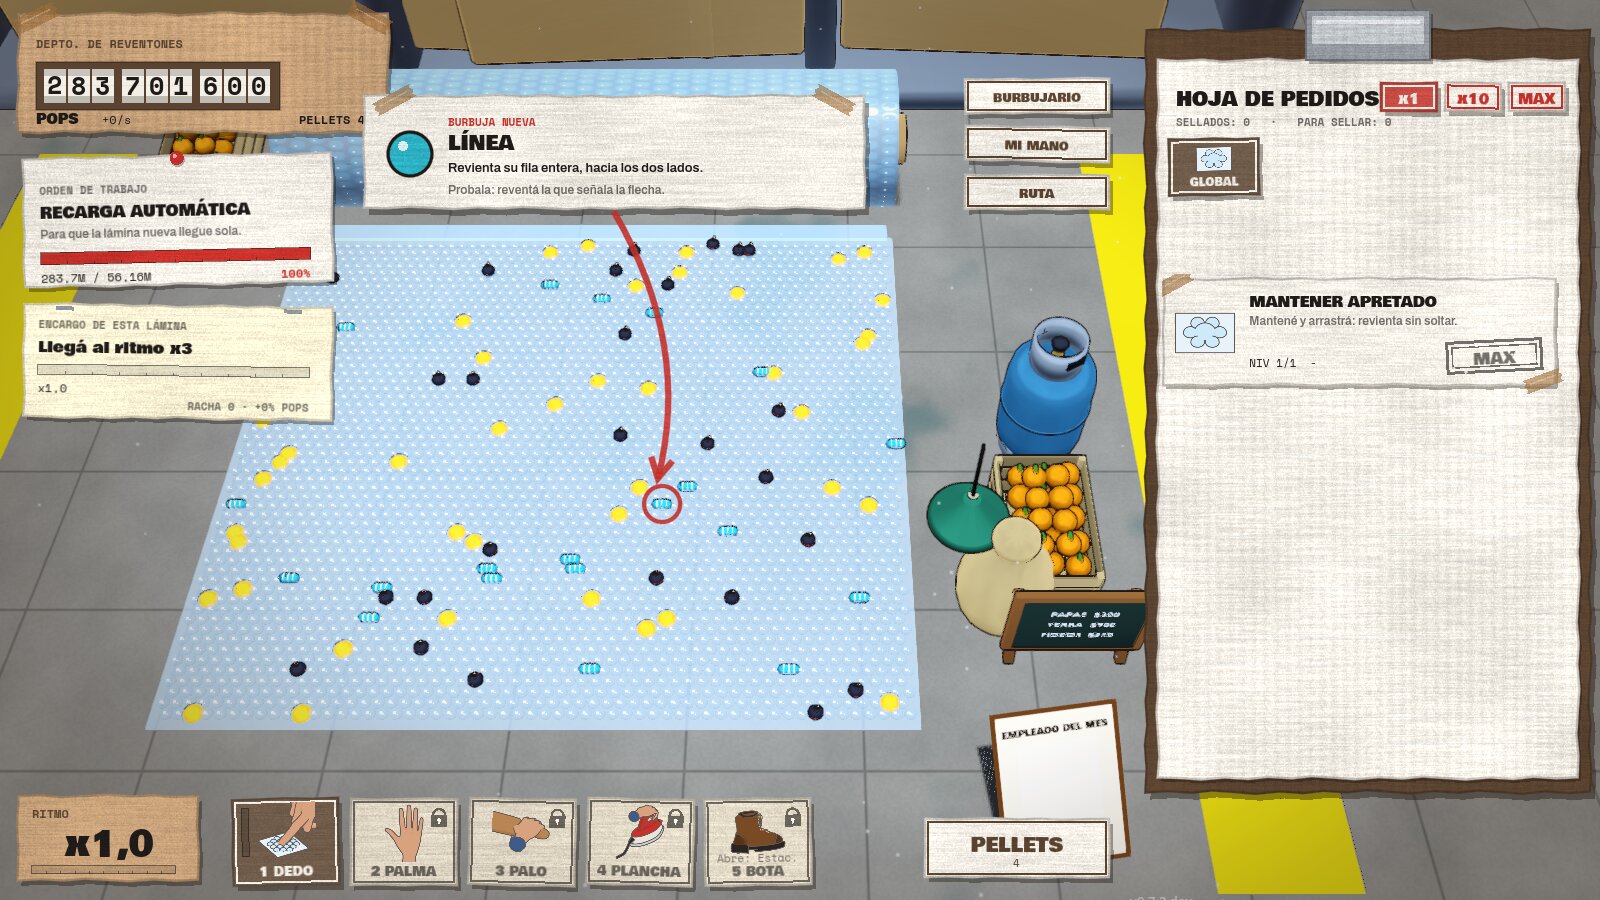 DEPTO. DE REVENTONES
283 701 600
POPS +0/s PELLETS 4
ORDEN DE TRABAJO
RECARGA AUTOMÁTICA
Para que la lámina nueva llegue sola.
283.7M / 56.16M 100%
ENCARGO DE ESTA LÁMINA
Llegá al ritmo x3
x1.0
RACHA 0 · +0% POPS
BURBUJA NUEVA
LÍNEA
Revienta su fila entera, hacia los dos lados.
Probala: reventá la que señala la flecha.
BURBUJARIO
MI MANO
RUTA
HOJA DE PEDIDOS x1 x10 MAX
SELLADOS: 0 · PARA SELLAR: 0
GLOBAL
MANTENER APRETADO
Mantené y arrastrá: revienta sin soltar.
NIV 1/1 -
MAX
EMPLEADO DEL MES
RITMO
x1,0
1 DEDO
2 PALMA
3 PALO
4 PLANCHA
Abre: Estac.
5 BOTA
PELLETS
4